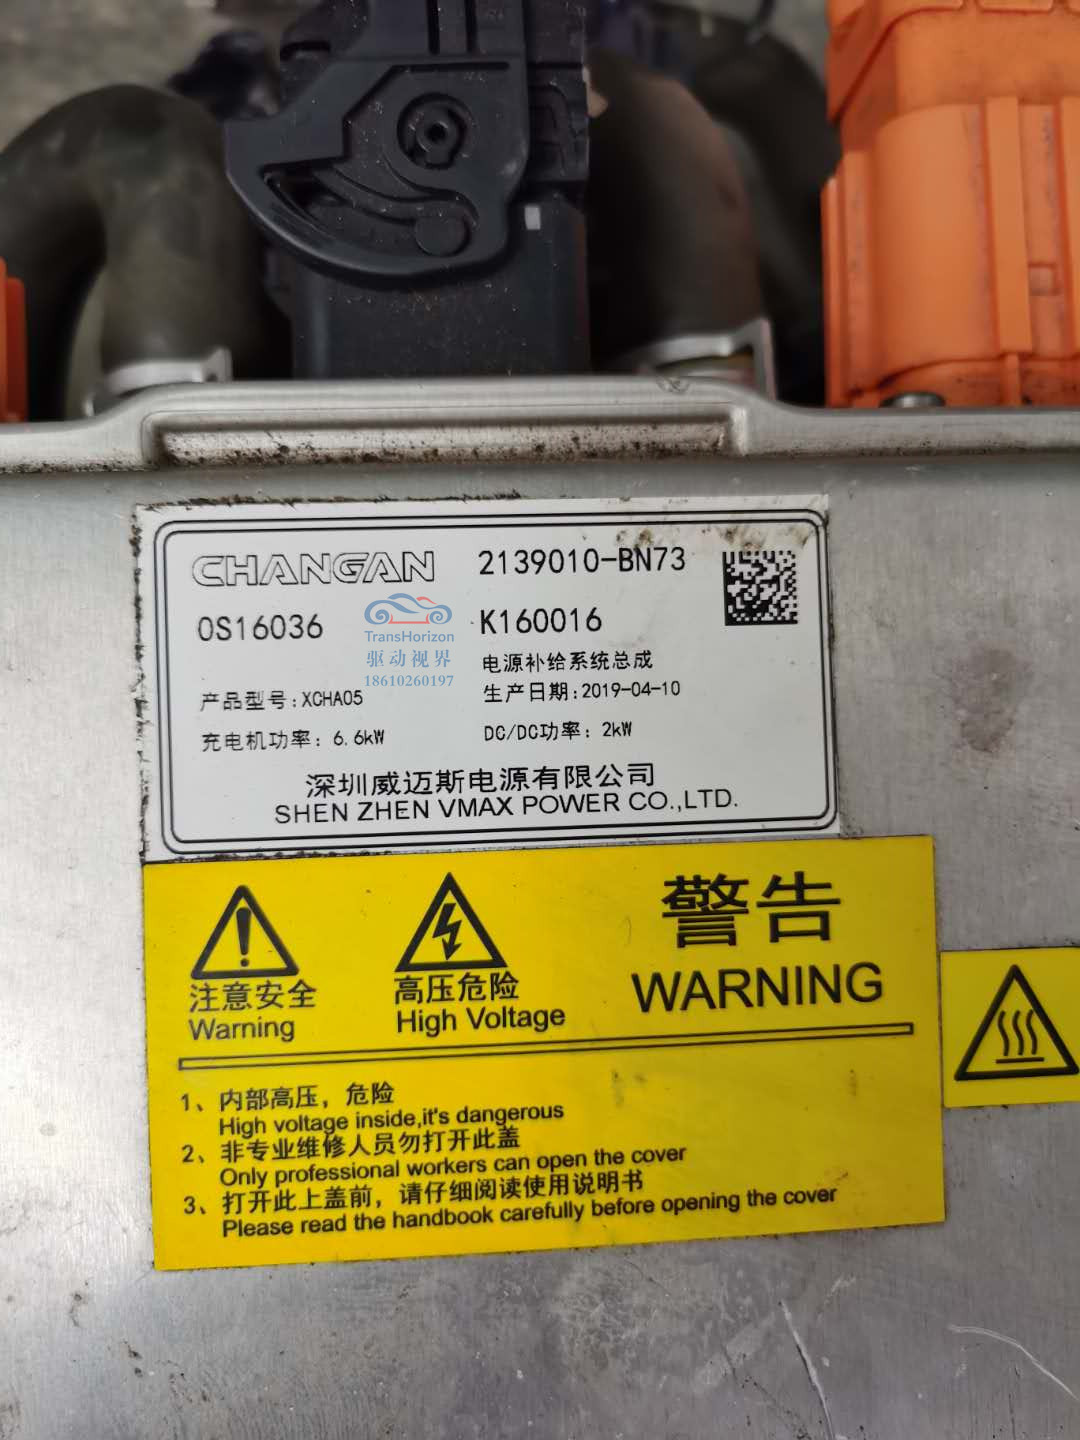 CHANGAN 2139010-BN73
0S16036 K160016
TransHorizon
驱动视界
18610260197
电源补给系统总成
产品型号:XCHA05 生产日期:2019-04-10
充电机功率: 6.6kW DC/DC功率: 2kW
深圳威迈斯电源有限公司
SHEN ZHEN VMAX POWER CO.,LTD.
注意安全
Warning
高压危险
High Voltage
警告
WARNING
1、内部高压，危险
High voltage inside,it's dangerous
2、非专业维修人员勿打开此盖
Only professional workers can open the cover
3、打开此上盖前，请仔细阅读使用说明书
Please read the handbook carefully before opening the cover